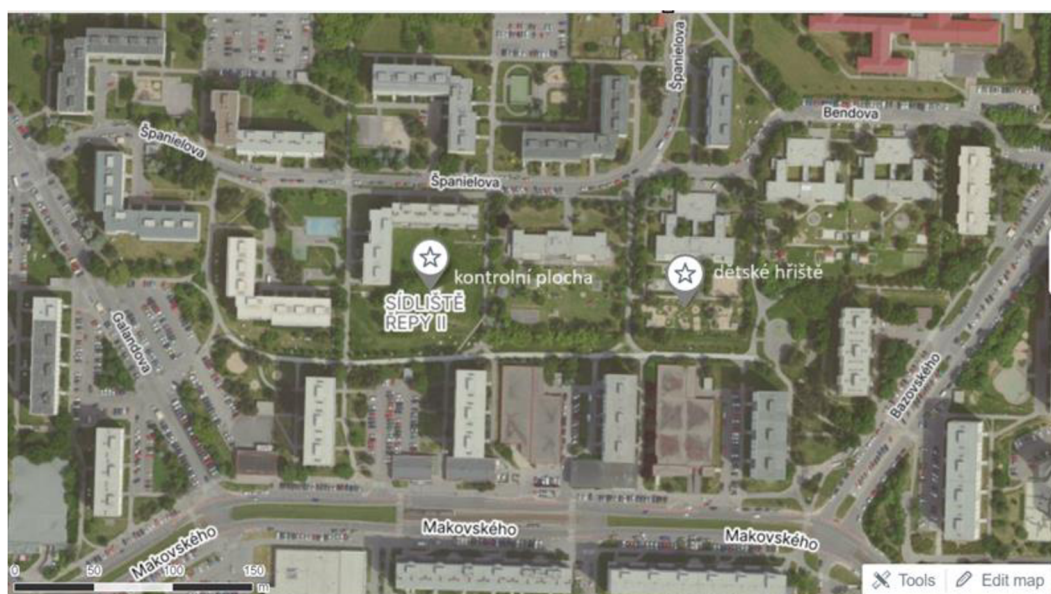 Španielova
Bendova
Španielova
Španielova
kontrolní plocha
dětské hřiště
SÍDLIŠTĚ
ŘEPY II
Galandova
Bazovského
Makovského
Makovského
Makovského
0 50 100 150
m
Tools
Edit map